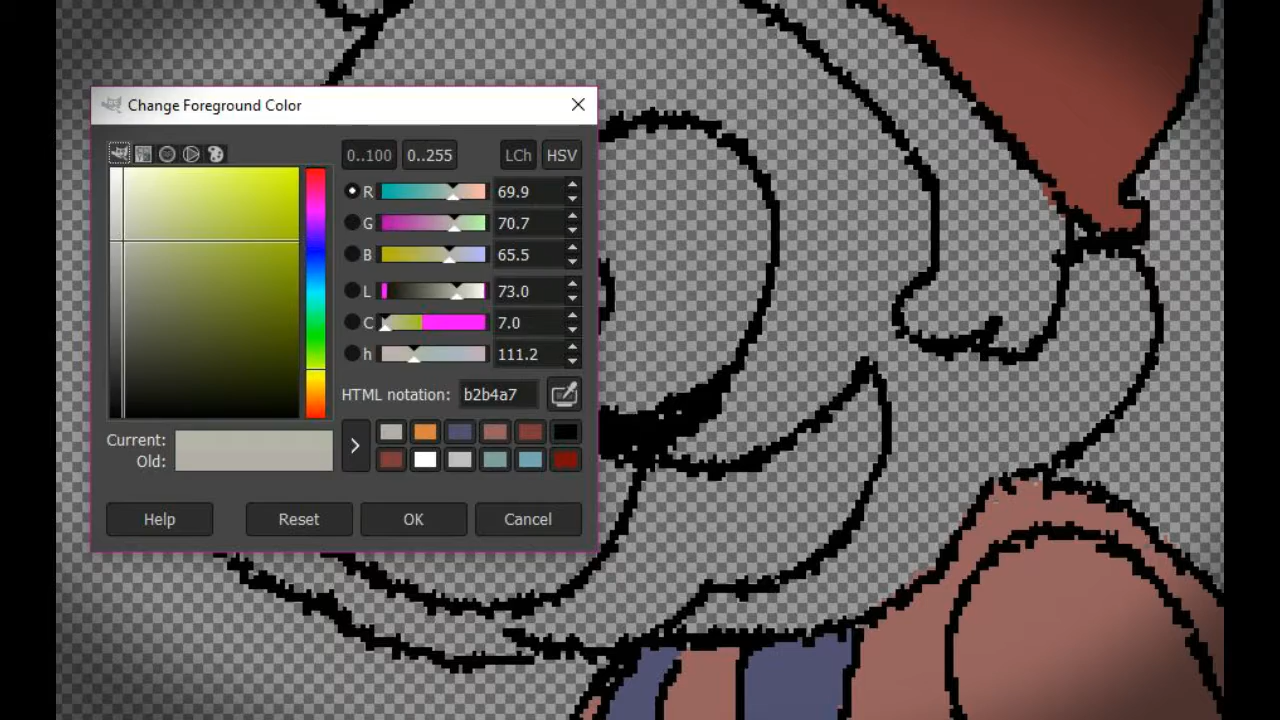 Change Foreground Color
0..100 0..255 LCh HSV
R 69.9
G 70.7
B 65.5
L 73.0
C 7.0
h 111.2
HTML notation: b2b4a7
Current:
Old:
Help Reset OK Cancel